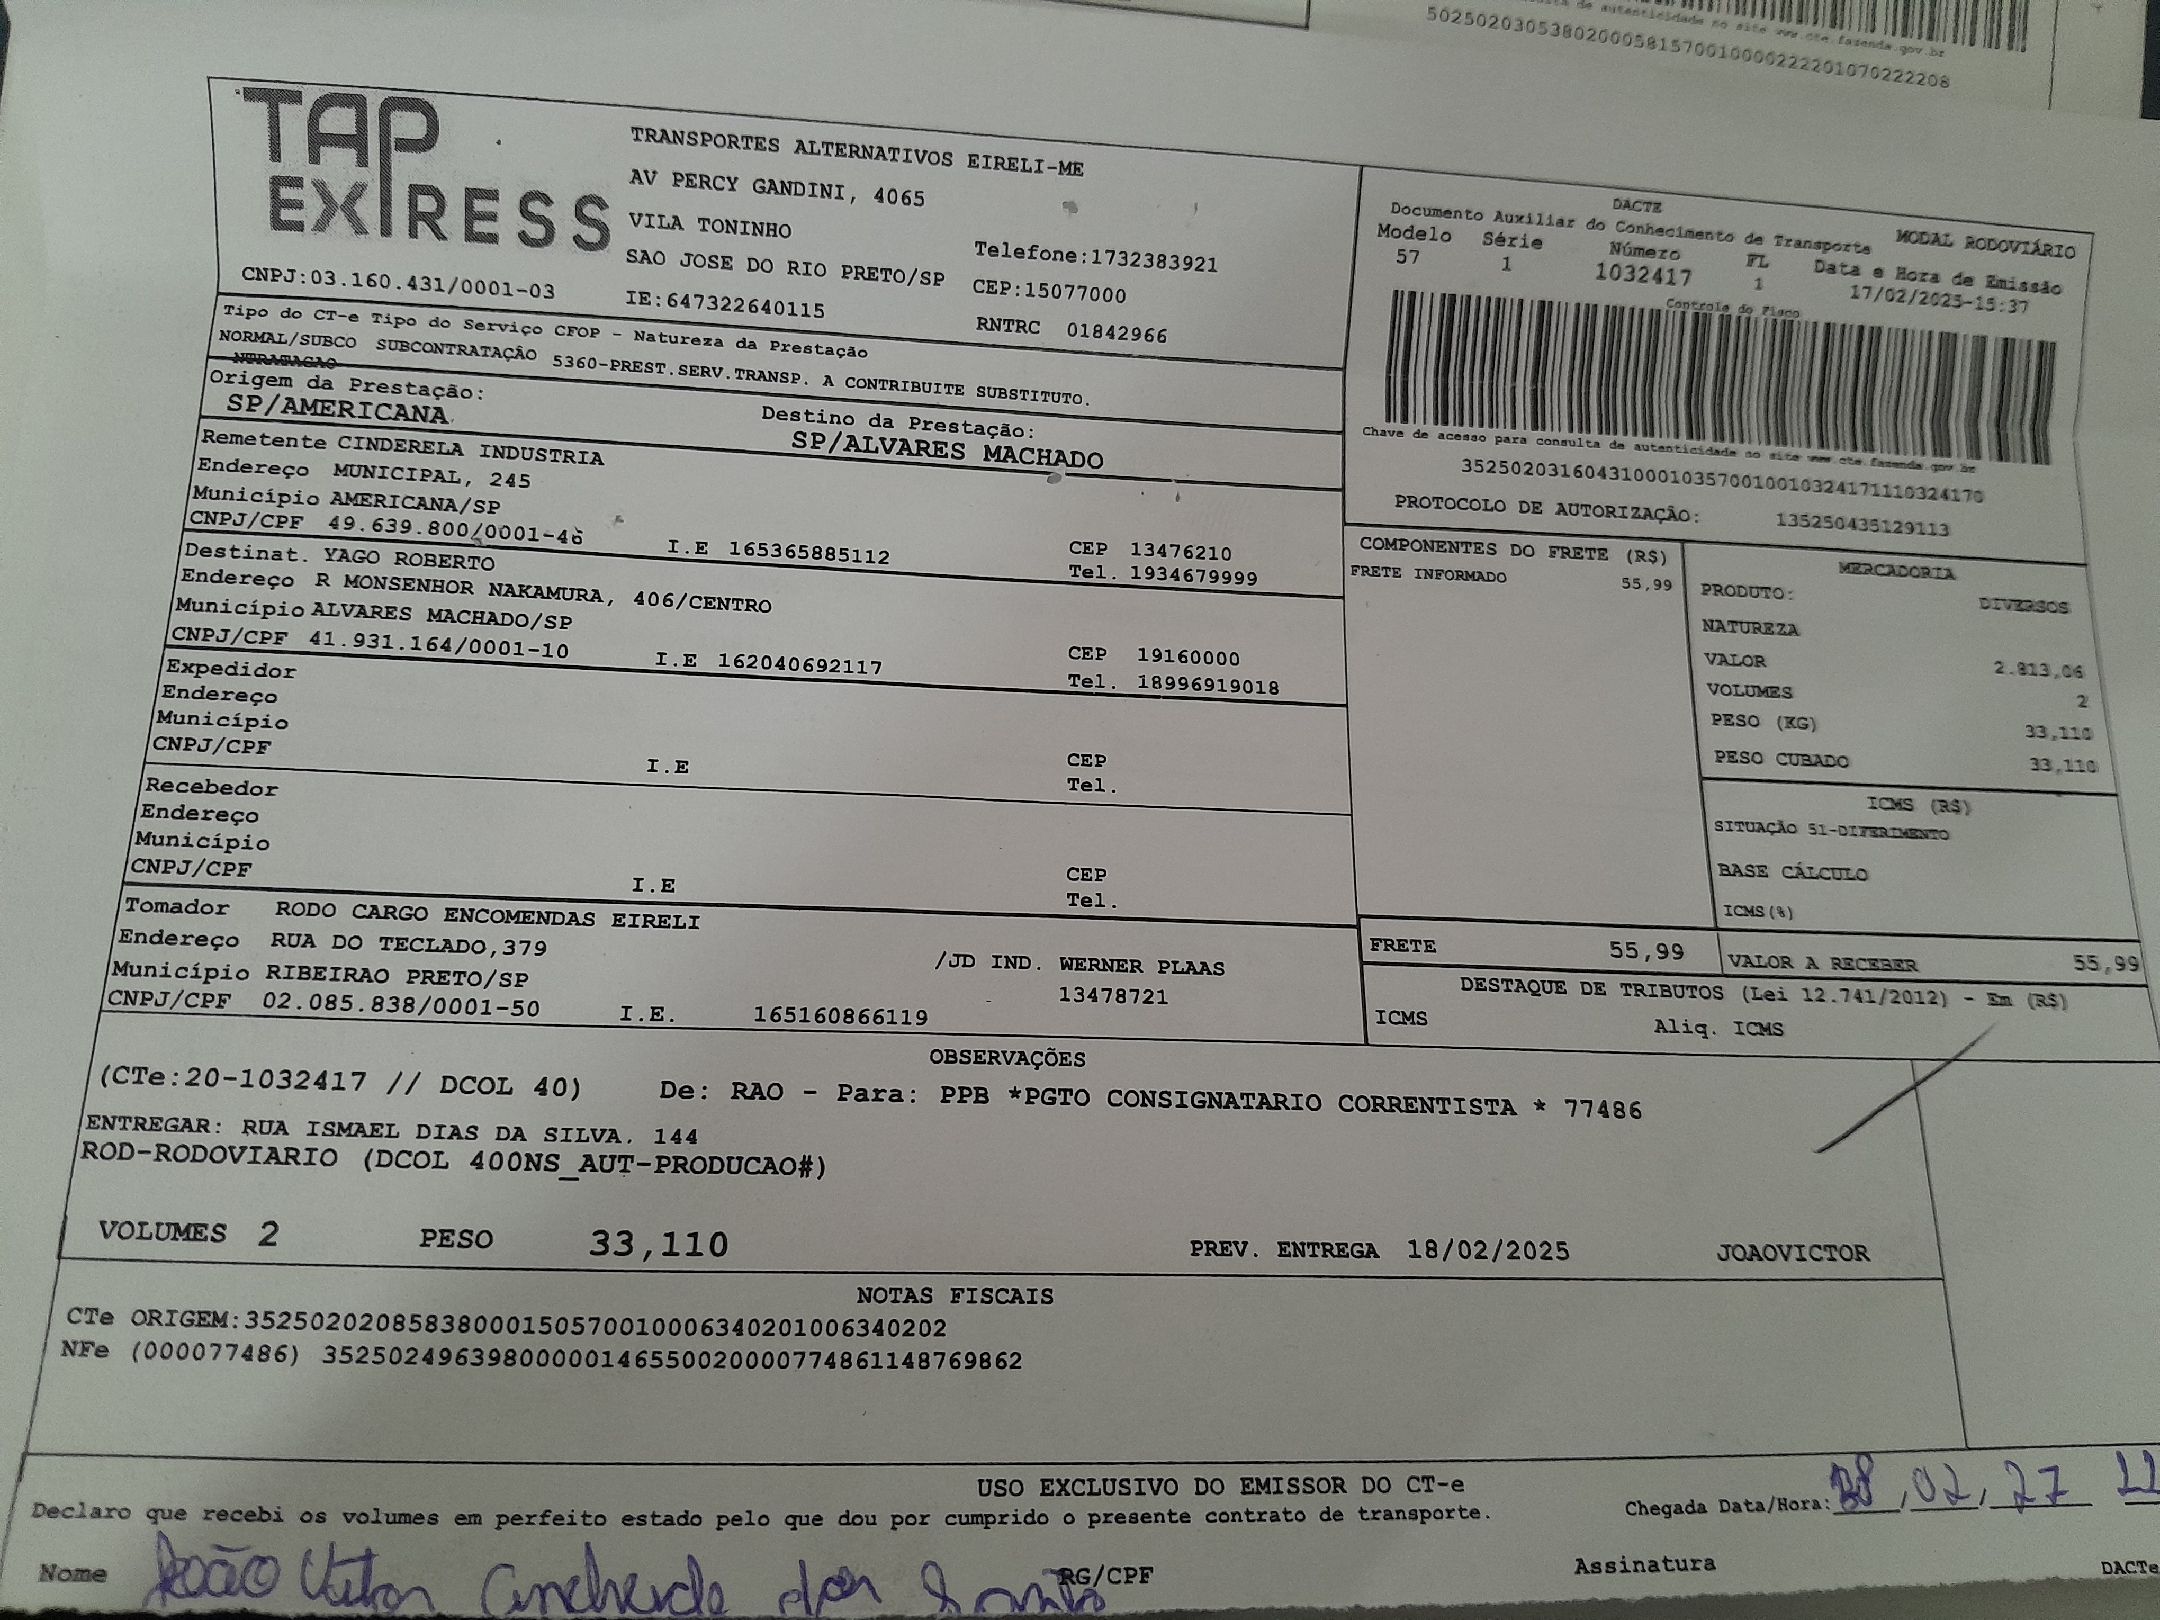 50250203053802000581570010000222201070222208
TAP
EXPRESS
TRANSPORTES ALTERNATIVOS EIRELI-ME
AV PERCY GANDINI, 4065
VILA TONINHO
SAO JOSE DO RIO PRETO/SP
Telefone:1732383921
CEP:15077000
CNPJ:03.160.431/0001-03
IE:647322640115
RNTRC 01842966
DACTE
Documento Auxiliar do Conhecimento de Transporte
MODAL RODOVIÁRIO
Modelo Série Número FL Data e Hora de Emissão
57 1 1032417 1 17/02/2025-15:37
Controle do Fisco
Chave de acesso para consulta de autenticidade no site www.cte.fazenda.gov.br
35250203160431000103570010010324171110324170
PROTOCOLO DE AUTORIZAÇÃO: 135250435129113
Tipo do CT-e Tipo do Serviço CFOP - Natureza da Prestação
NORMAL/SUBCO SUBCONTRATAÇÃO 5360-PREST.SERV.TRANSP. A CONTRIBUITE SUBSTITUTO.
NTRATACAO
Origem da Prestação:
SP/AMERICANA
Destino da Prestação:
SP/ALVARES MACHADO
Remetente CINDERELA INDUSTRIA
Endereço MUNICIPAL, 245
Município AMERICANA/SP
CNPJ/CPF 49.639.800/0001-46
I.E 165365885112
CEP 13476210
Tel. 1934679999
Destinat. YAGO ROBERTO
Endereço R MONSENHOR NAKAMURA, 406/CENTRO
Município ALVARES MACHADO/SP
CNPJ/CPF 41.931.164/0001-10
I.E 162040692117
CEP 19160000
Tel. 18996919018
Expedidor
Endereço
Município
CNPJ/CPF
I.E
CEP
Tel.
Recebedor
Endereço
Município
CNPJ/CPF
I.E
CEP
Tel.
Tomador RODO CARGO ENCOMENDAS EIRELI
Endereço RUA DO TECLADO,379 /JD IND. WERNER PLAAS
Município RIBEIRAO PRETO/SP 13478721
CNPJ/CPF 02.085.838/0001-50 I.E. 165160866119
COMPONENTES DO FRETE (R$)
FRETE INFORMADO 55,99
MERCADORIA
PRODUTO: DIVERSOS
NATUREZA
VALOR 2.813,06
VOLUMES 2
PESO (KG) 33,110
PESO CUBADO 33,110
ICMS (R$)
SITUAÇÃO 51-DIFERIMENTO
BASE CÁLCULO
ICMS(%)
FRETE 55,99
VALOR A RECEBER 55,99
DESTAQUE DE TRIBUTOS (Lei 12.741/2012) - Em (R$)
ICMS Aliq. ICMS
OBSERVAÇÕES
(CTe:20-1032417 // DCOL 40) De: RAO - Para: PPB *PGTO CONSIGNATARIO CORRENTISTA * 77486
ENTREGAR: RUA ISMAEL DIAS DA SILVA. 144
ROD-RODOVIARIO (DCOL 400NS_AUT-PRODUCAO#)
VOLUMES 2 PESO 33,110 PREV. ENTREGA 18/02/2025 JOAOVICTOR
NOTAS FISCAIS
CTe ORIGEM:35250202085838000150570010006340201006340202
NFe (000077486) 35250249639800000146550020000774861148769862
USO EXCLUSIVO DO EMISSOR DO CT-e
Declaro que recebi os volumes em perfeito estado pelo que dou por cumprido o presente contrato de transporte.
Chegada Data/Hora: 02 27
Nome João
RG/CPF
Assinatura
DACTe